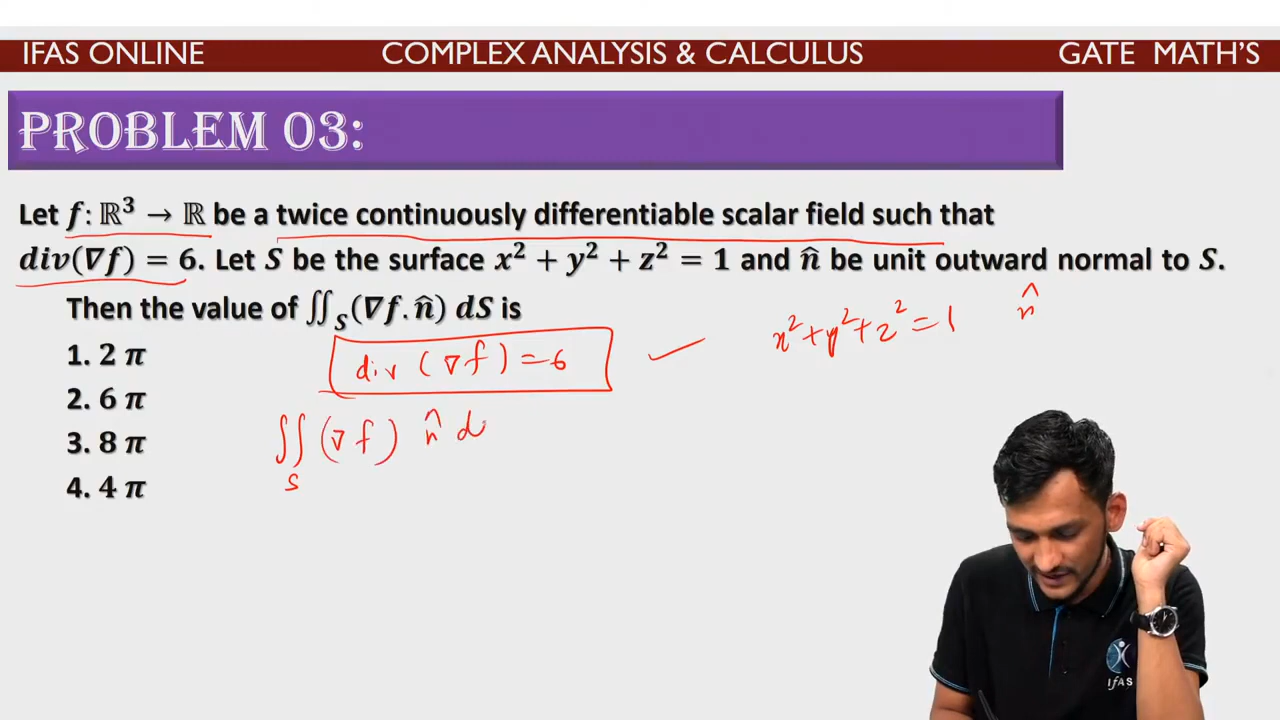 IFAS ONLINE COMPLEX ANALYSIS & CALCULUS GATE MATH'S
PROBLEM 03:
Let f: ℝ³ → ℝ be a twice continuously differentiable scalar field such that
div(∇f) = 6. Let S be the surface x² + y² + z² = 1 and n̂ be unit outward normal to S.
Then the value of ∬_S (∇f. n̂) dS is
x² + y² + z² = 1 n̂
1. 2 π
div (∇f) = 6
2. 6 π
∬_S (∇f) n̂ d
3. 8 π
4. 4 π
IFAS